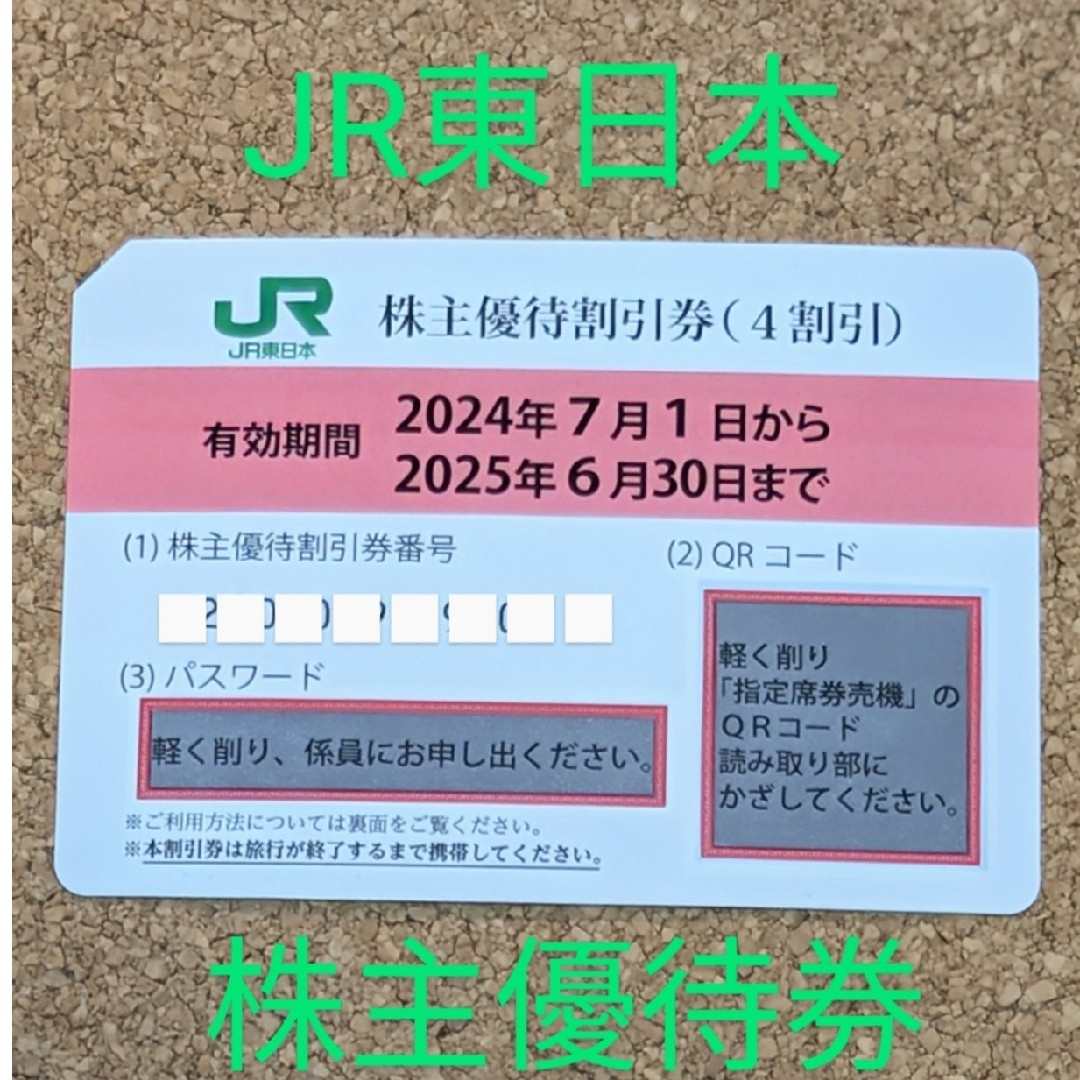 JR東日本
JR
JR東日本
株主優待割引券(4割引)
有効期間
2024年7月1日から
2025年6月30日まで
(1) 株主優待割引券番号
(2) QR コード
(3) パスワード
軽く削り、係員にお申し出ください。
軽く削り
「指定席券売機」の
QRコード
読み取り部に
かざしてください。
※ご利用方法については裏面をご覧ください。
※本割引券は旅行が終了するまで携帯してください。
株主優待券